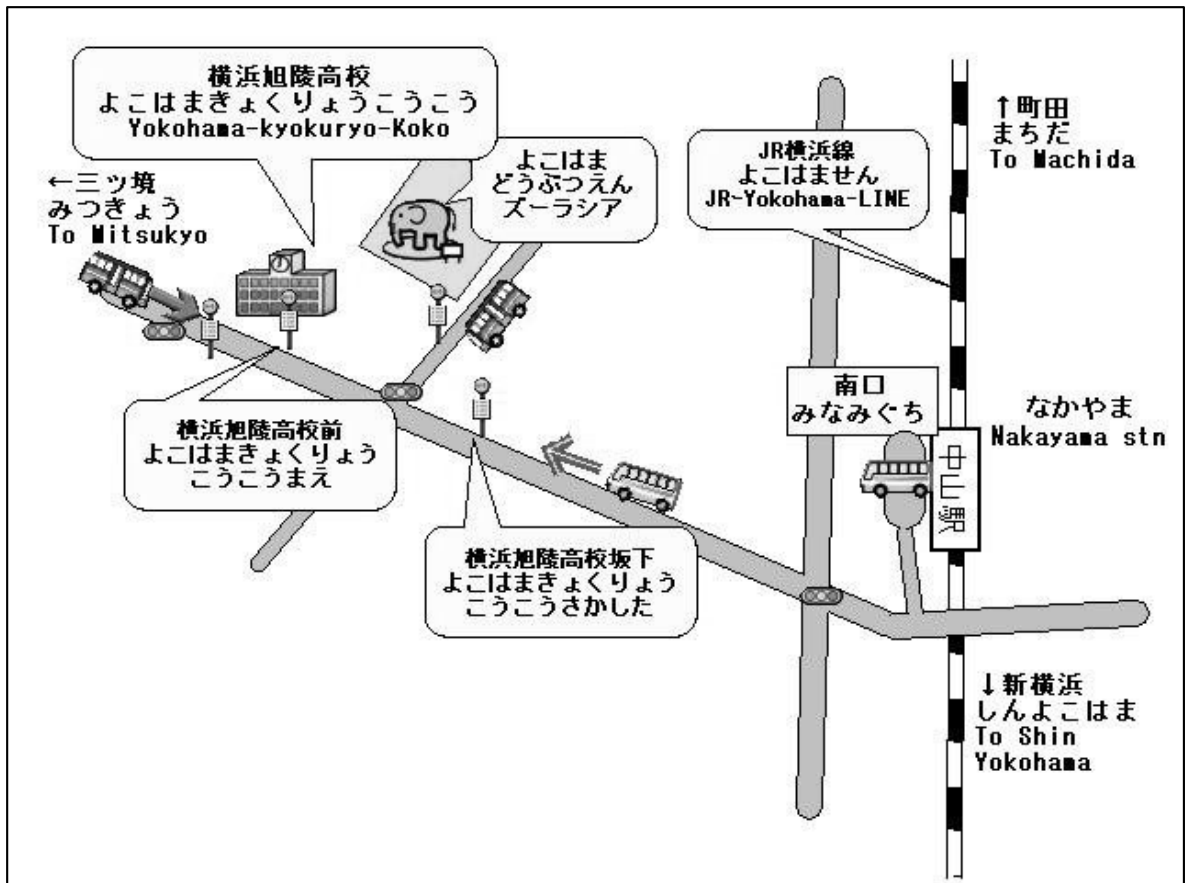 横浜旭陵高校
よこはまきょくりょうこうこう
Yokohama-kyokuryo-Koko
←三ツ境
みつきょう
To Mitsukyo
よこはま
どうぶつえん
ズーラシア
JR横浜線
よこはません
JR-Yokohama-LINE
↑町田
まちだ
To Machida
南口
みなみぐち
なかやま
Nakayama stn
中山駅
横浜旭陵高校前
よこはまきょくりょう
こうこうまえ
横浜旭陵高校坂下
よこはまきょくりょう
こうこうさかした
↓新横浜
しんよこはま
To Shin
Yokohama